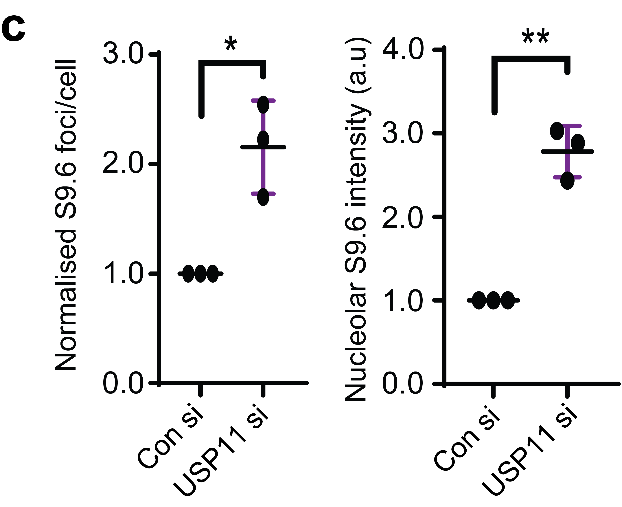 c
Normalised S9.6 foci/cell
3.0
2.0
1.0
0.0
*
Con si
USP11 si
Nucleolar S9.6 intensity (a.u)
4.0
3.0
2.0
1.0
0.0
**
Con si
USP11 si